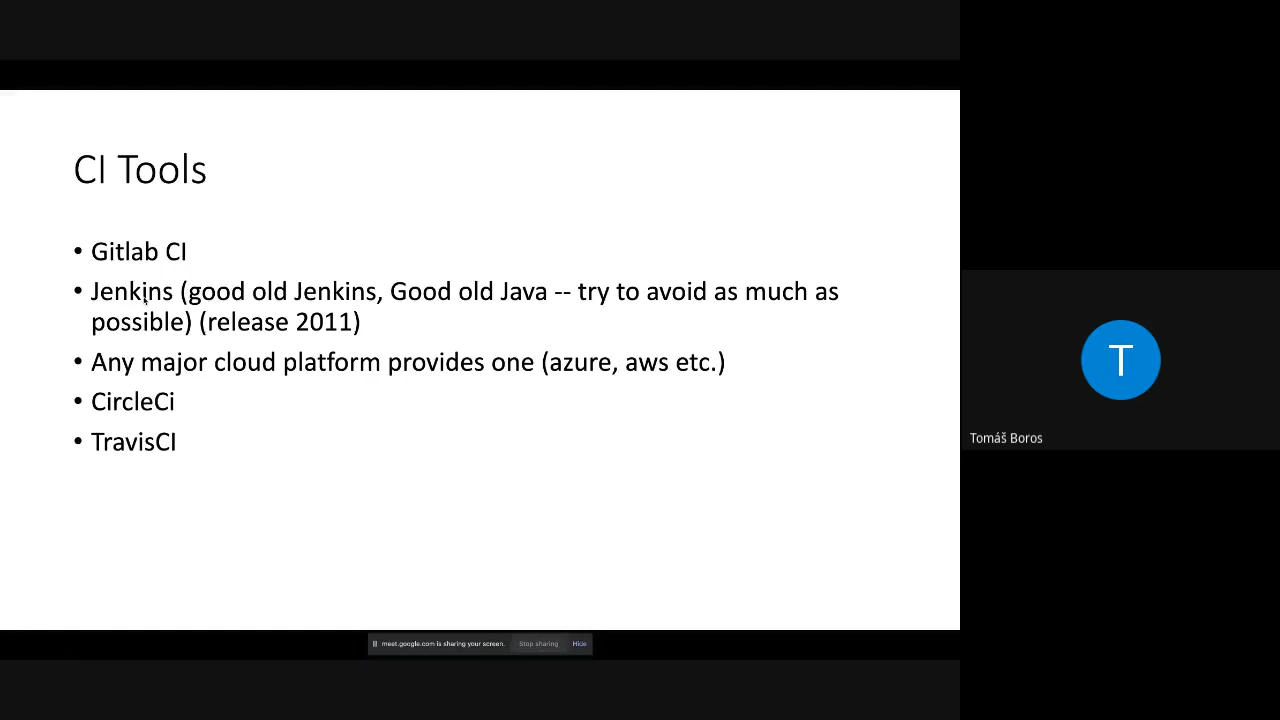 CI Tools
• Gitlab CI
• Jenkins (good old Jenkins, Good old Java -- try to avoid as much as
possible) (release 2011)
• Any major cloud platform provides one (azure, aws etc.)
• CircleCi
• TravisCI
T
Tomáš Boros
meet.google.com is sharing your screen. Stop sharing Hide